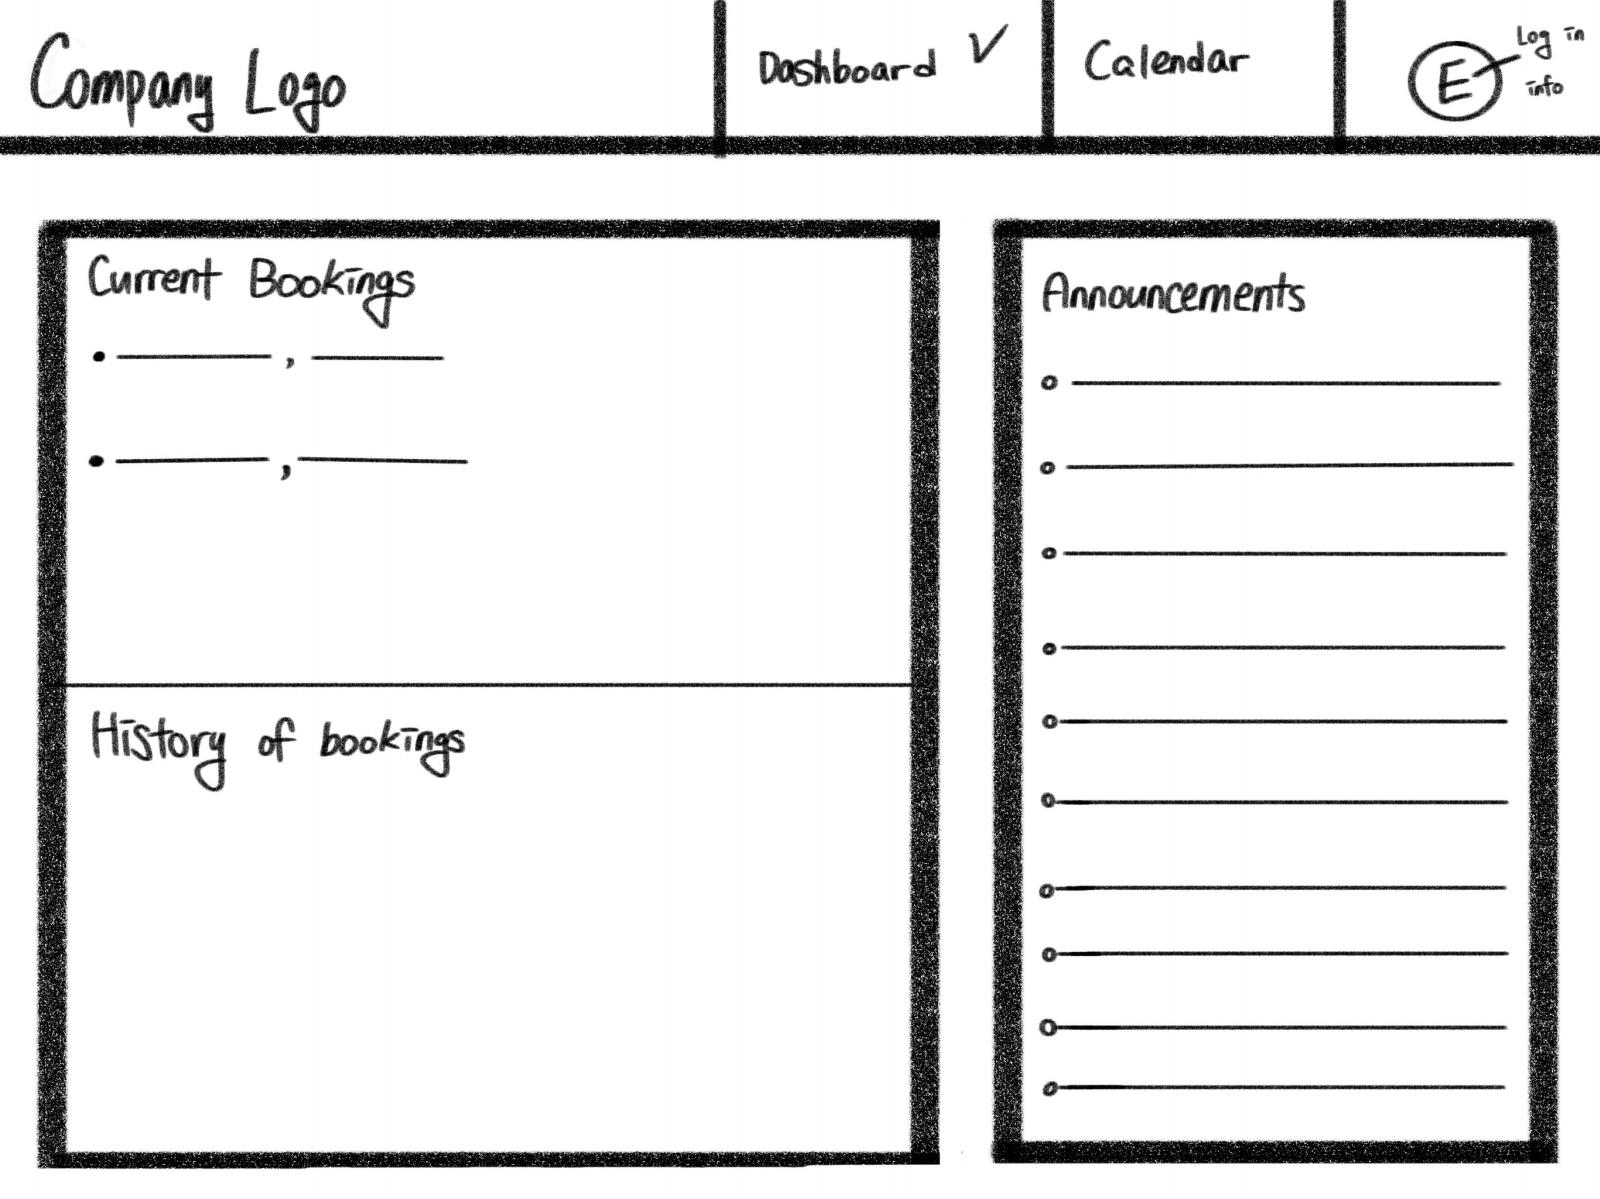 Company Logo
Dashboard ✓
Calendar
E
Log in
info
Current Bookings
• ,
• ,
History of bookings
Announcements